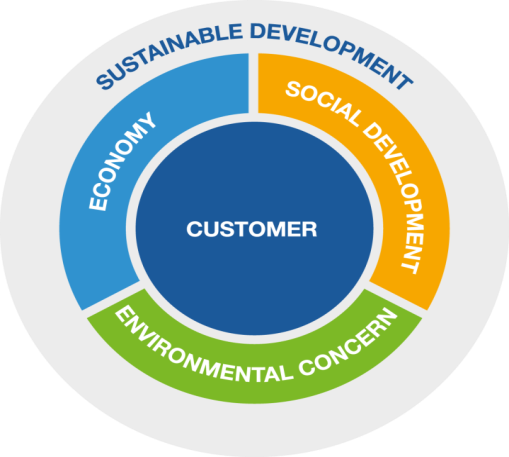 SUSTAINABLE DEVELOPMENT
ECONOMY
SOCIAL DEVELOPMENT
CUSTOMER
ENVIRONMENTAL CONCERN